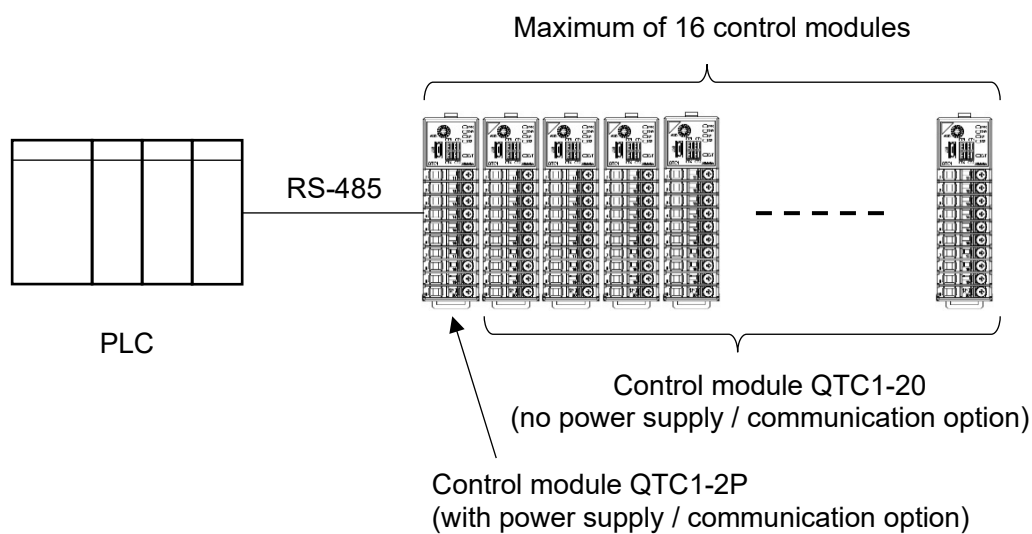 Maximum of 16 control modules
RS-485
PLC
Control module QTC1-20
(no power supply / communication option)
Control module QTC1-2P
(with power supply / communication option)